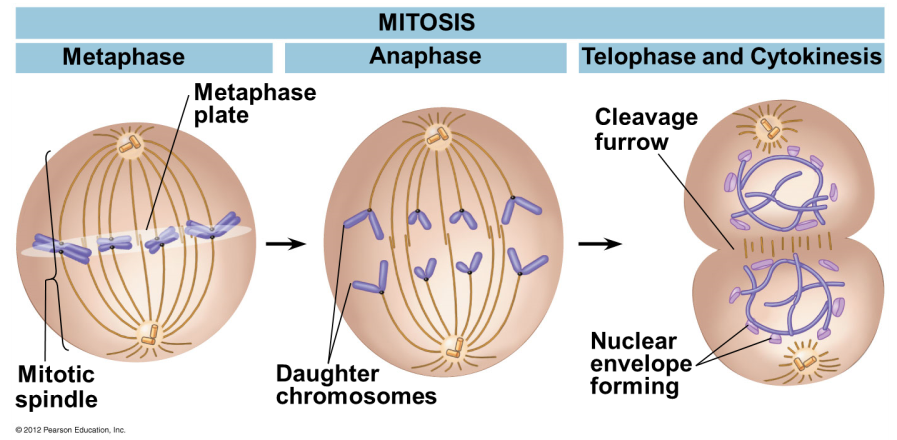 MITOSIS
Metaphase
Anaphase
Telophase and Cytokinesis
Metaphase
plate
Cleavage
furrow
Mitotic
spindle
Daughter
chromosomes
Nuclear
envelope
forming
© 2012 Pearson Education, Inc.